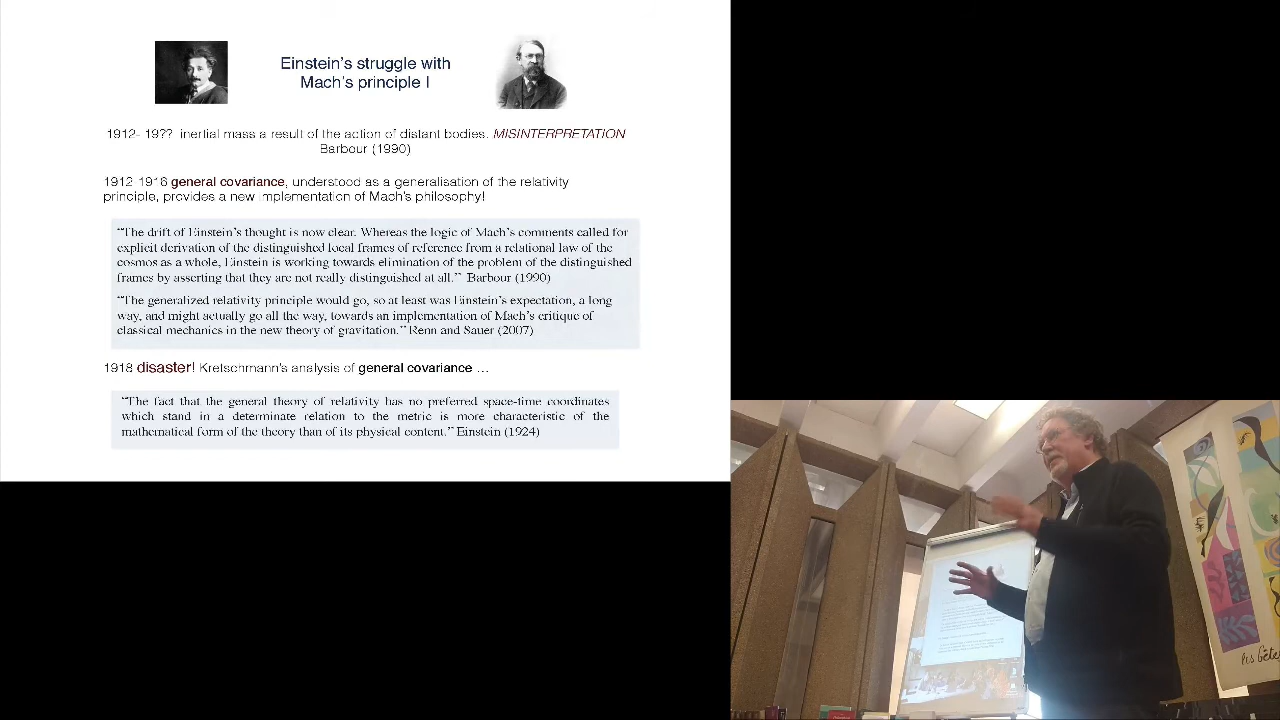 Einstein's struggle with
Mach's principle I
1912- 19?? inertial mass a result of the action of distant bodies. MISINTERPRETATION
Barbour (1990)
1912-1916 general covariance, understood as a generalisation of the relativity
principle, provides a new implementation of Mach's philosophy!
"The drift of Einstein's thought is now clear. Whereas the logic of Mach's comments called for
explicit derivation of the distinguished local frames of reference from a relational law of the
cosmos as a whole, Einstein is working towards elimination of the problem of the distinguished
frames by asserting that they are not really distinguished at all." Barbour (1990)
"The generalized relativity principle would go, so at least was Einstein's expectation, a long
way, and might actually go all the way, towards an implementation of Mach's critique of
classical mechanics in the new theory of gravitation." Renn and Sauer (2007)
1918 disaster! Kretschmann's analysis of general covariance ...
"The fact that the general theory of relativity has no preferred space-time coordinates
which stand in a determinate relation to the metric is more characteristic of the
mathematical form of the theory than of its physical content." Einstein (1924)
les